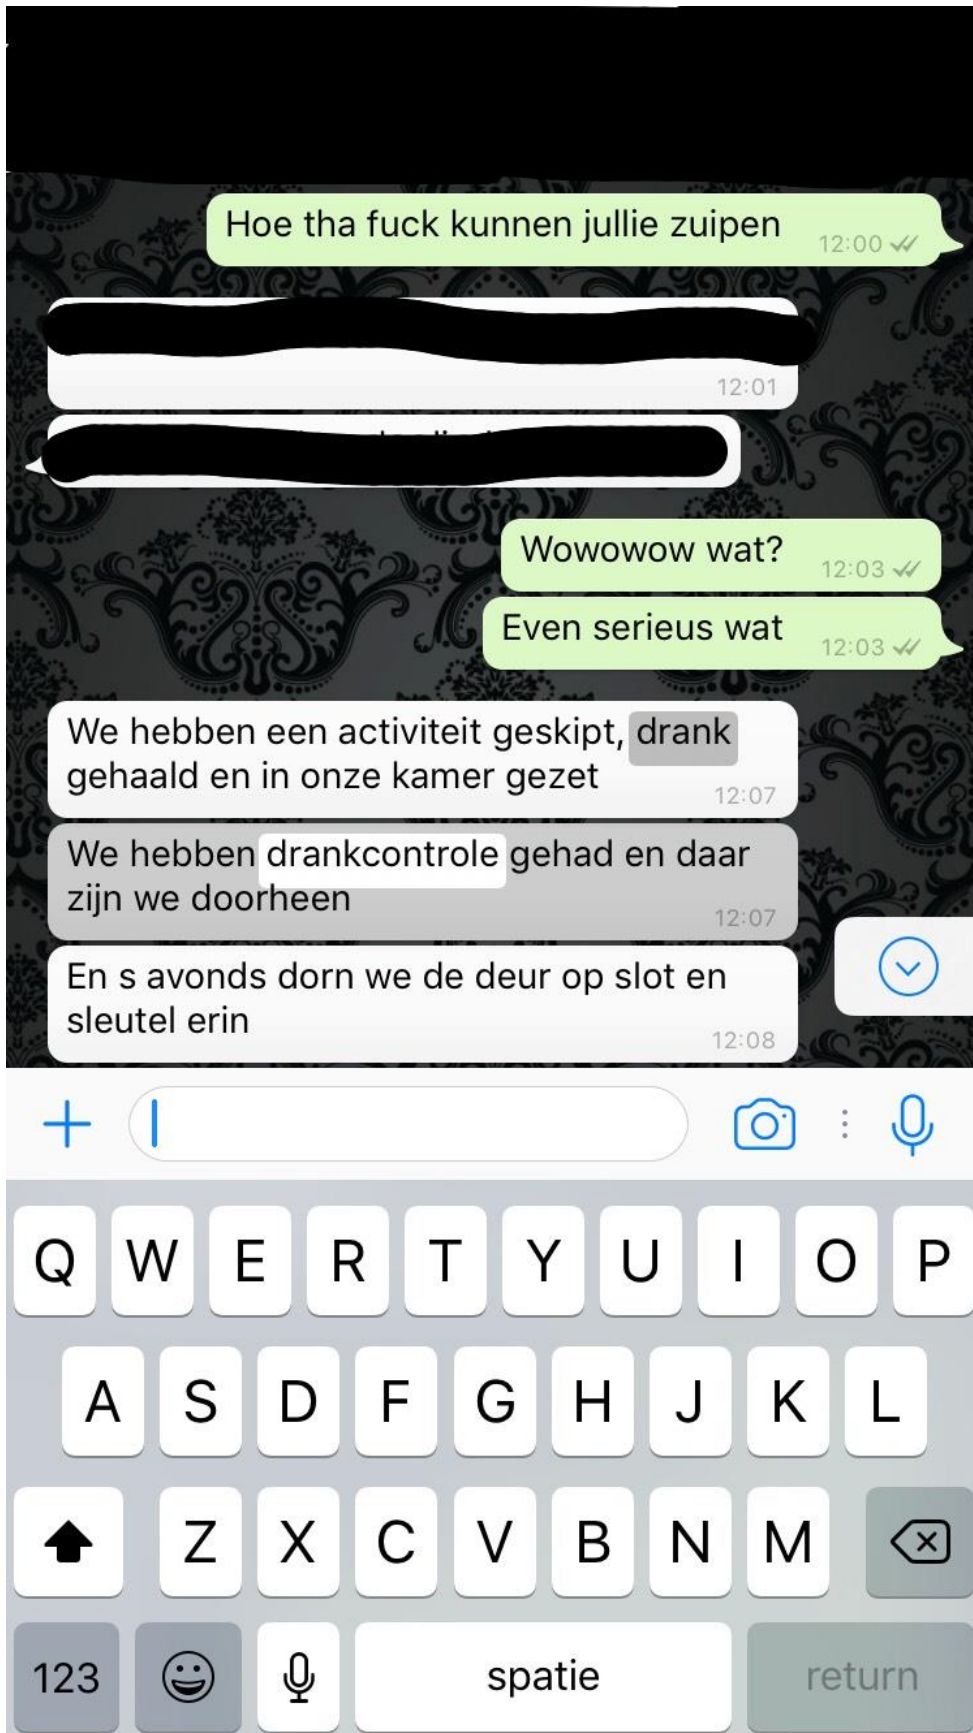 Hoe tha fuck kunnen jullie zuipen
12:00
12:01
Wowowow wat?
12:03
Even serieus wat
12:03
We hebben een activiteit geskipt, drank
gehaald en in onze kamer gezet
12:07
We hebben drankcontrole gehad en daar
zijn we doorheen
12:07
En s avonds dorn we de deur op slot en
sleutel erin
12:08
Q W E R T Y U I O P
A S D F G H J K L
Z X C V B N M
123 spatie return